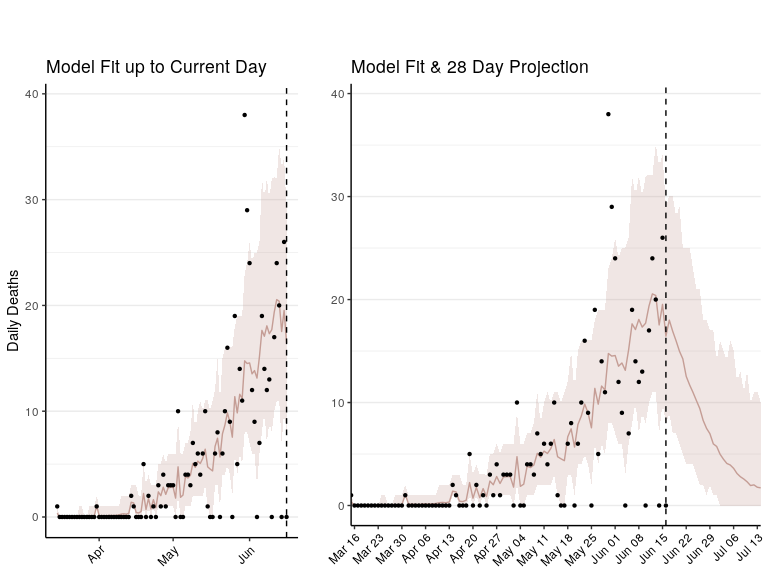 Model Fit up to Current Day
Daily Deaths
40
30
20
10
0
Apr
May
Jun
Model Fit & 28 Day Projection
40
30
20
10
0
Mar 16
Mar 23
Mar 30
Apr 06
Apr 13
Apr 20
Apr 27
May 04
May 11
May 18
May 25
Jun 01
Jun 08
Jun 15
Jun 22
Jun 29
Jul 06
Jul 13